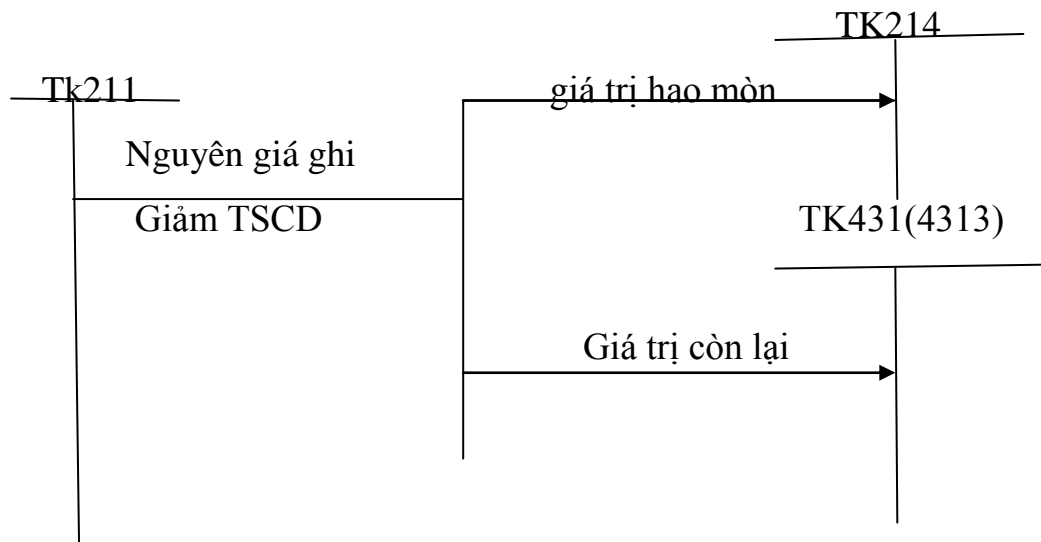 TK214
Tk211
giá trị hao mòn
Nguyên giá ghi
Giảm TSCD
TK431(4313)
Giá trị còn lại